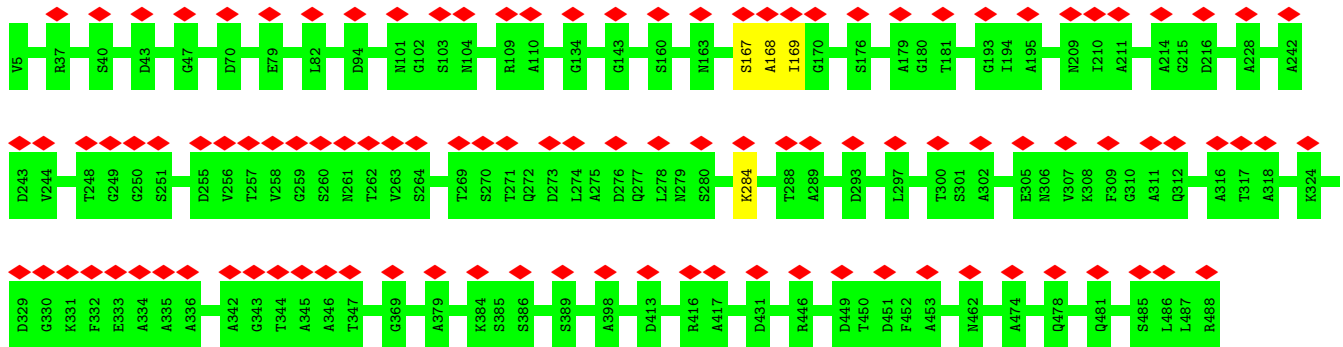 V5 R37 S40 D43 G47 D70 E79 L82 D94 N101 G102 S103 N104 R109 A110 G134 G143 S160 N163 S167 A168 I169 G170 S176 A179 G180 T181 G193 I194 A195 N209 I210 A211 A214 G215 D216 A228 A242
D243 V244 T248 G249 G250 S251 D255 V256 T257 V258 G259 S260 N261 T262 V263 S264 T269 S270 T271 Q272 D273 L274 A275 D276 Q277 L278 N279 S280 K284 T288 A289 D293 L297 T300 S301 A302 E305 N306 V307 K308 F309 G310 A311 Q312 A316 T317 A318 K324
D329 G330 K331 F332 E333 A334 A335 A336 A342 G343 T344 A345 A346 T347 G369 A379 K384 S385 S386 S389 A398 D413 R416 A417 D431 R446 D449 T450 D451 F452 A453 N462 A474 Q478 Q481 S485 L486 L487 R488